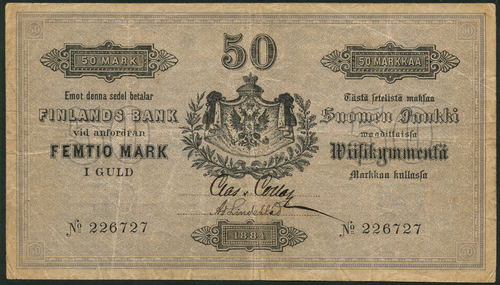 50
50 MARK
50 MARKKAA
Emot denna sedel betalar
FINLANDS BANK
vid anfordran
FEMTIO MARK
I GULD
Tästä setelistä maksaa
Suomen Pankki
waadittaissa
Wiisikymmentä
Markkaa kullassa
Nº 226727
Nº 226727
1884